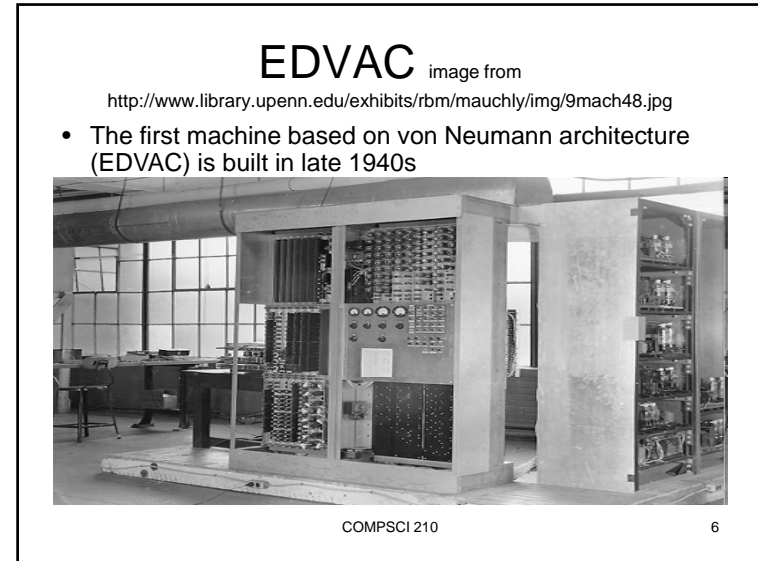 EDVAC image from
http://www.library.upenn.edu/exhibits/rbm/mauchly/img/9mach48.jpg
• The first machine based on von Neumann architecture
(EDVAC) is built in late 1940s
COMPSCI 210
6